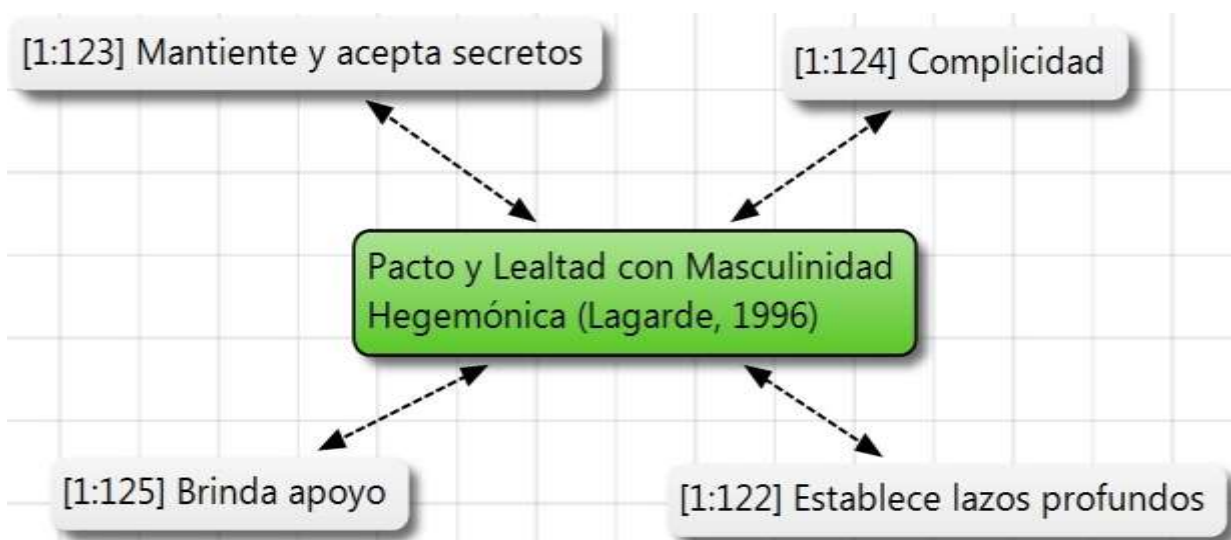 [1:123] Mantiene y acepta secretos
[1:124] Complicidad
Pacto y Lealtad con Masculinidad
Hegemónica (Lagarde, 1996)
[1:125] Brinda apoyo
[1:122] Establece lazos profundos